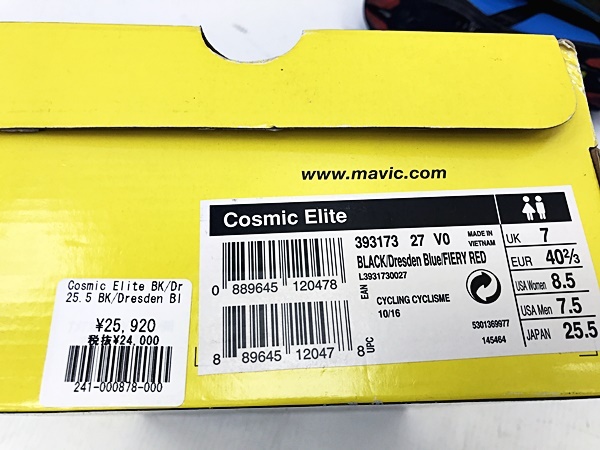 www.mavic.com
Cosmic Elite
393173 27 V0
MADE IN
VIETNAM
BLACK/Dresden Blue/FIERY RED
L3931730027
0 889645 120478
EAN
CYCLING CYCLISME
10/16
8 89645 12047 8
UPC
5301369977
145464
UK 7
EUR 40²/³
USA Women 8.5
USA Men 7.5
JAPAN 25.5
Cosmic Elite BK/Dr
25.5 BK/Dresden Bl
¥25,920
税抜¥24,000
241-000878-000